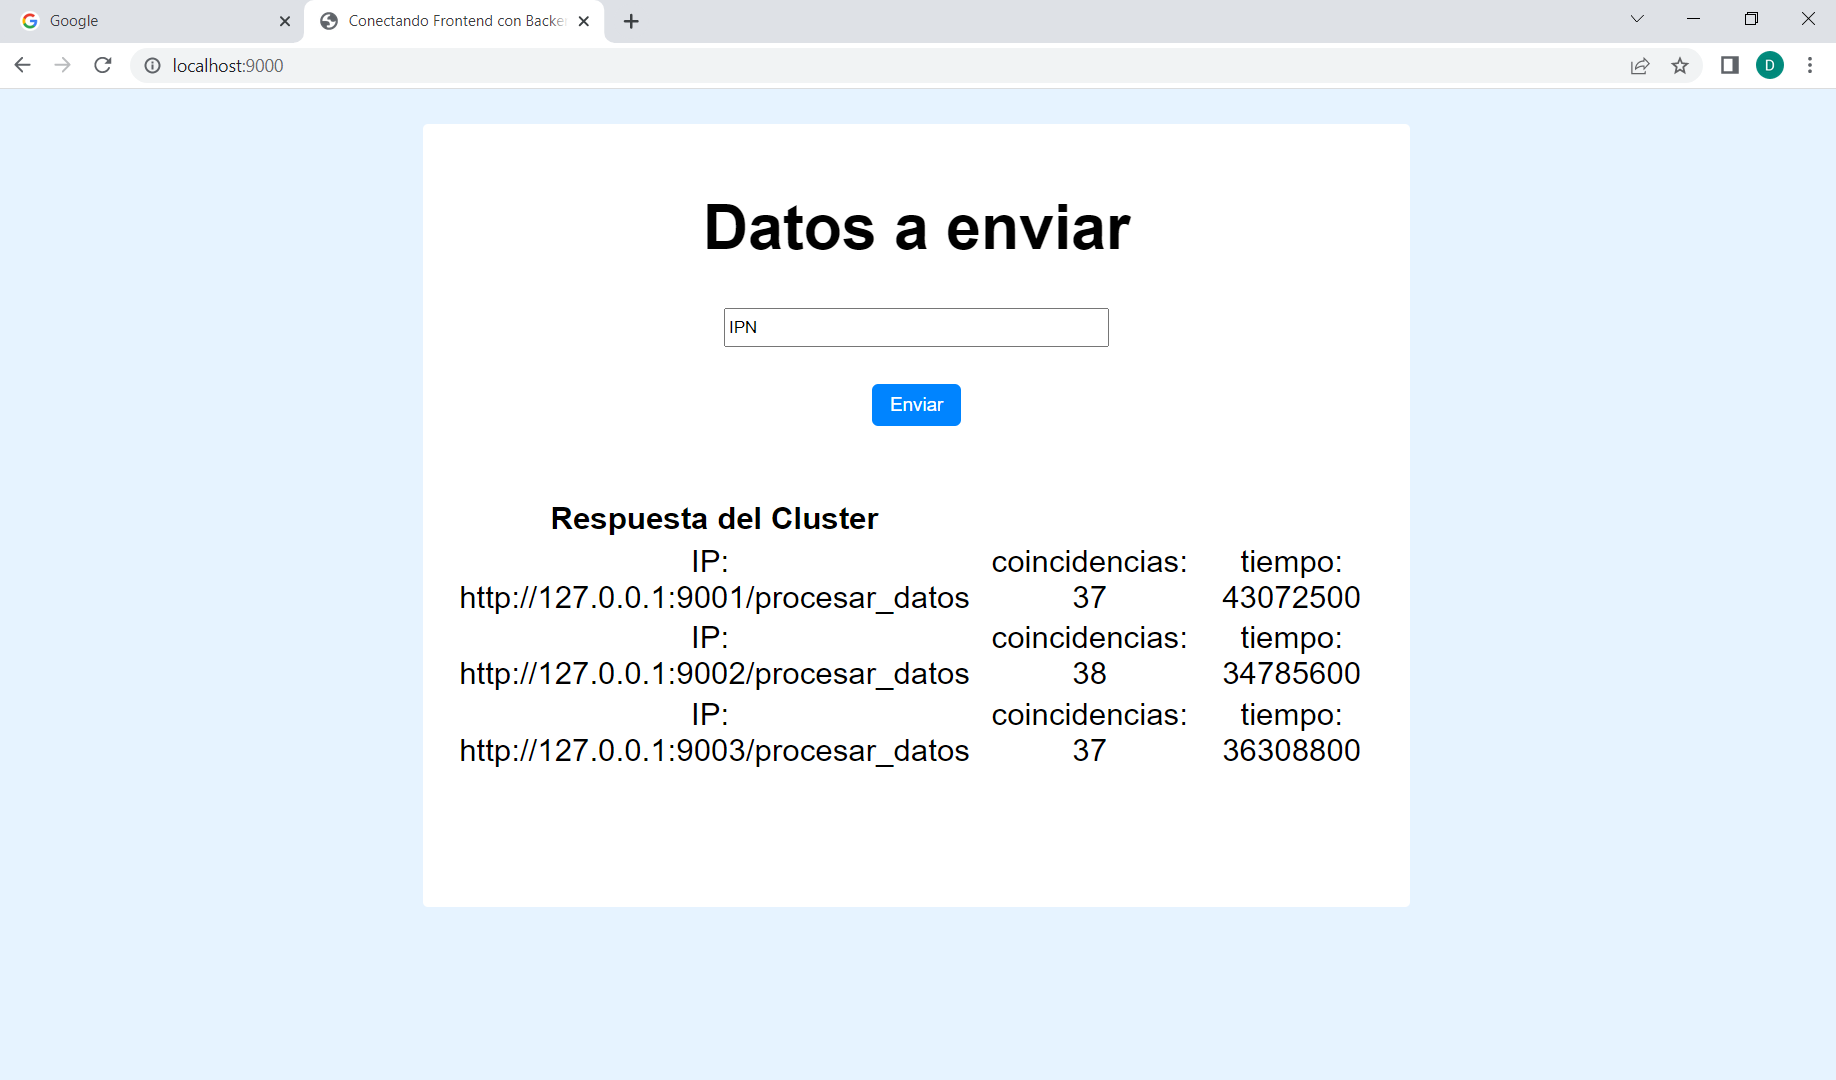 Google
Conectando Frontend con Backe
localhost:9000
D
Datos a enviar
IPN
Enviar
Respuesta del Cluster
IP: coincidencias: tiempo:
http://127.0.0.1:9001/procesar_datos 37 43072500
IP: coincidencias: tiempo:
http://127.0.0.1:9002/procesar_datos 38 34785600
IP: coincidencias: tiempo:
http://127.0.0.1:9003/procesar_datos 37 36308800